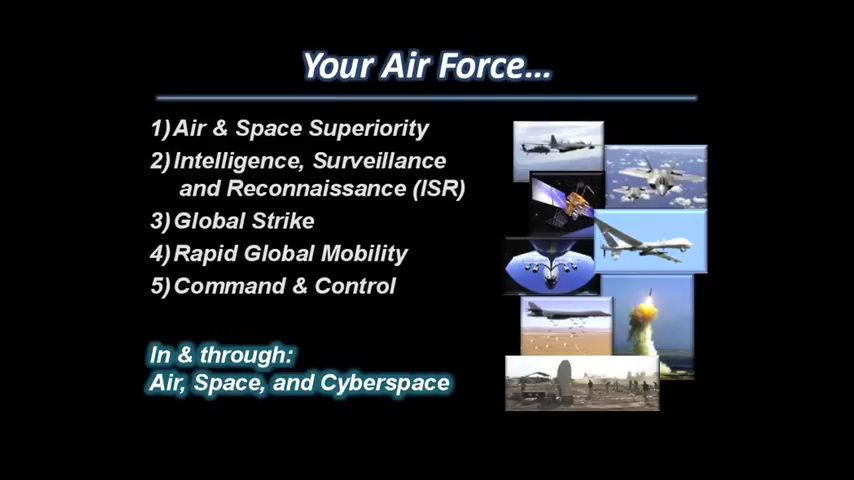 Your Air Force...
1) Air & Space Superiority
2) Intelligence, Surveillance
and Reconnaissance (ISR)
3) Global Strike
4) Rapid Global Mobility
5) Command & Control
In & through:
Air, Space, and Cyberspace